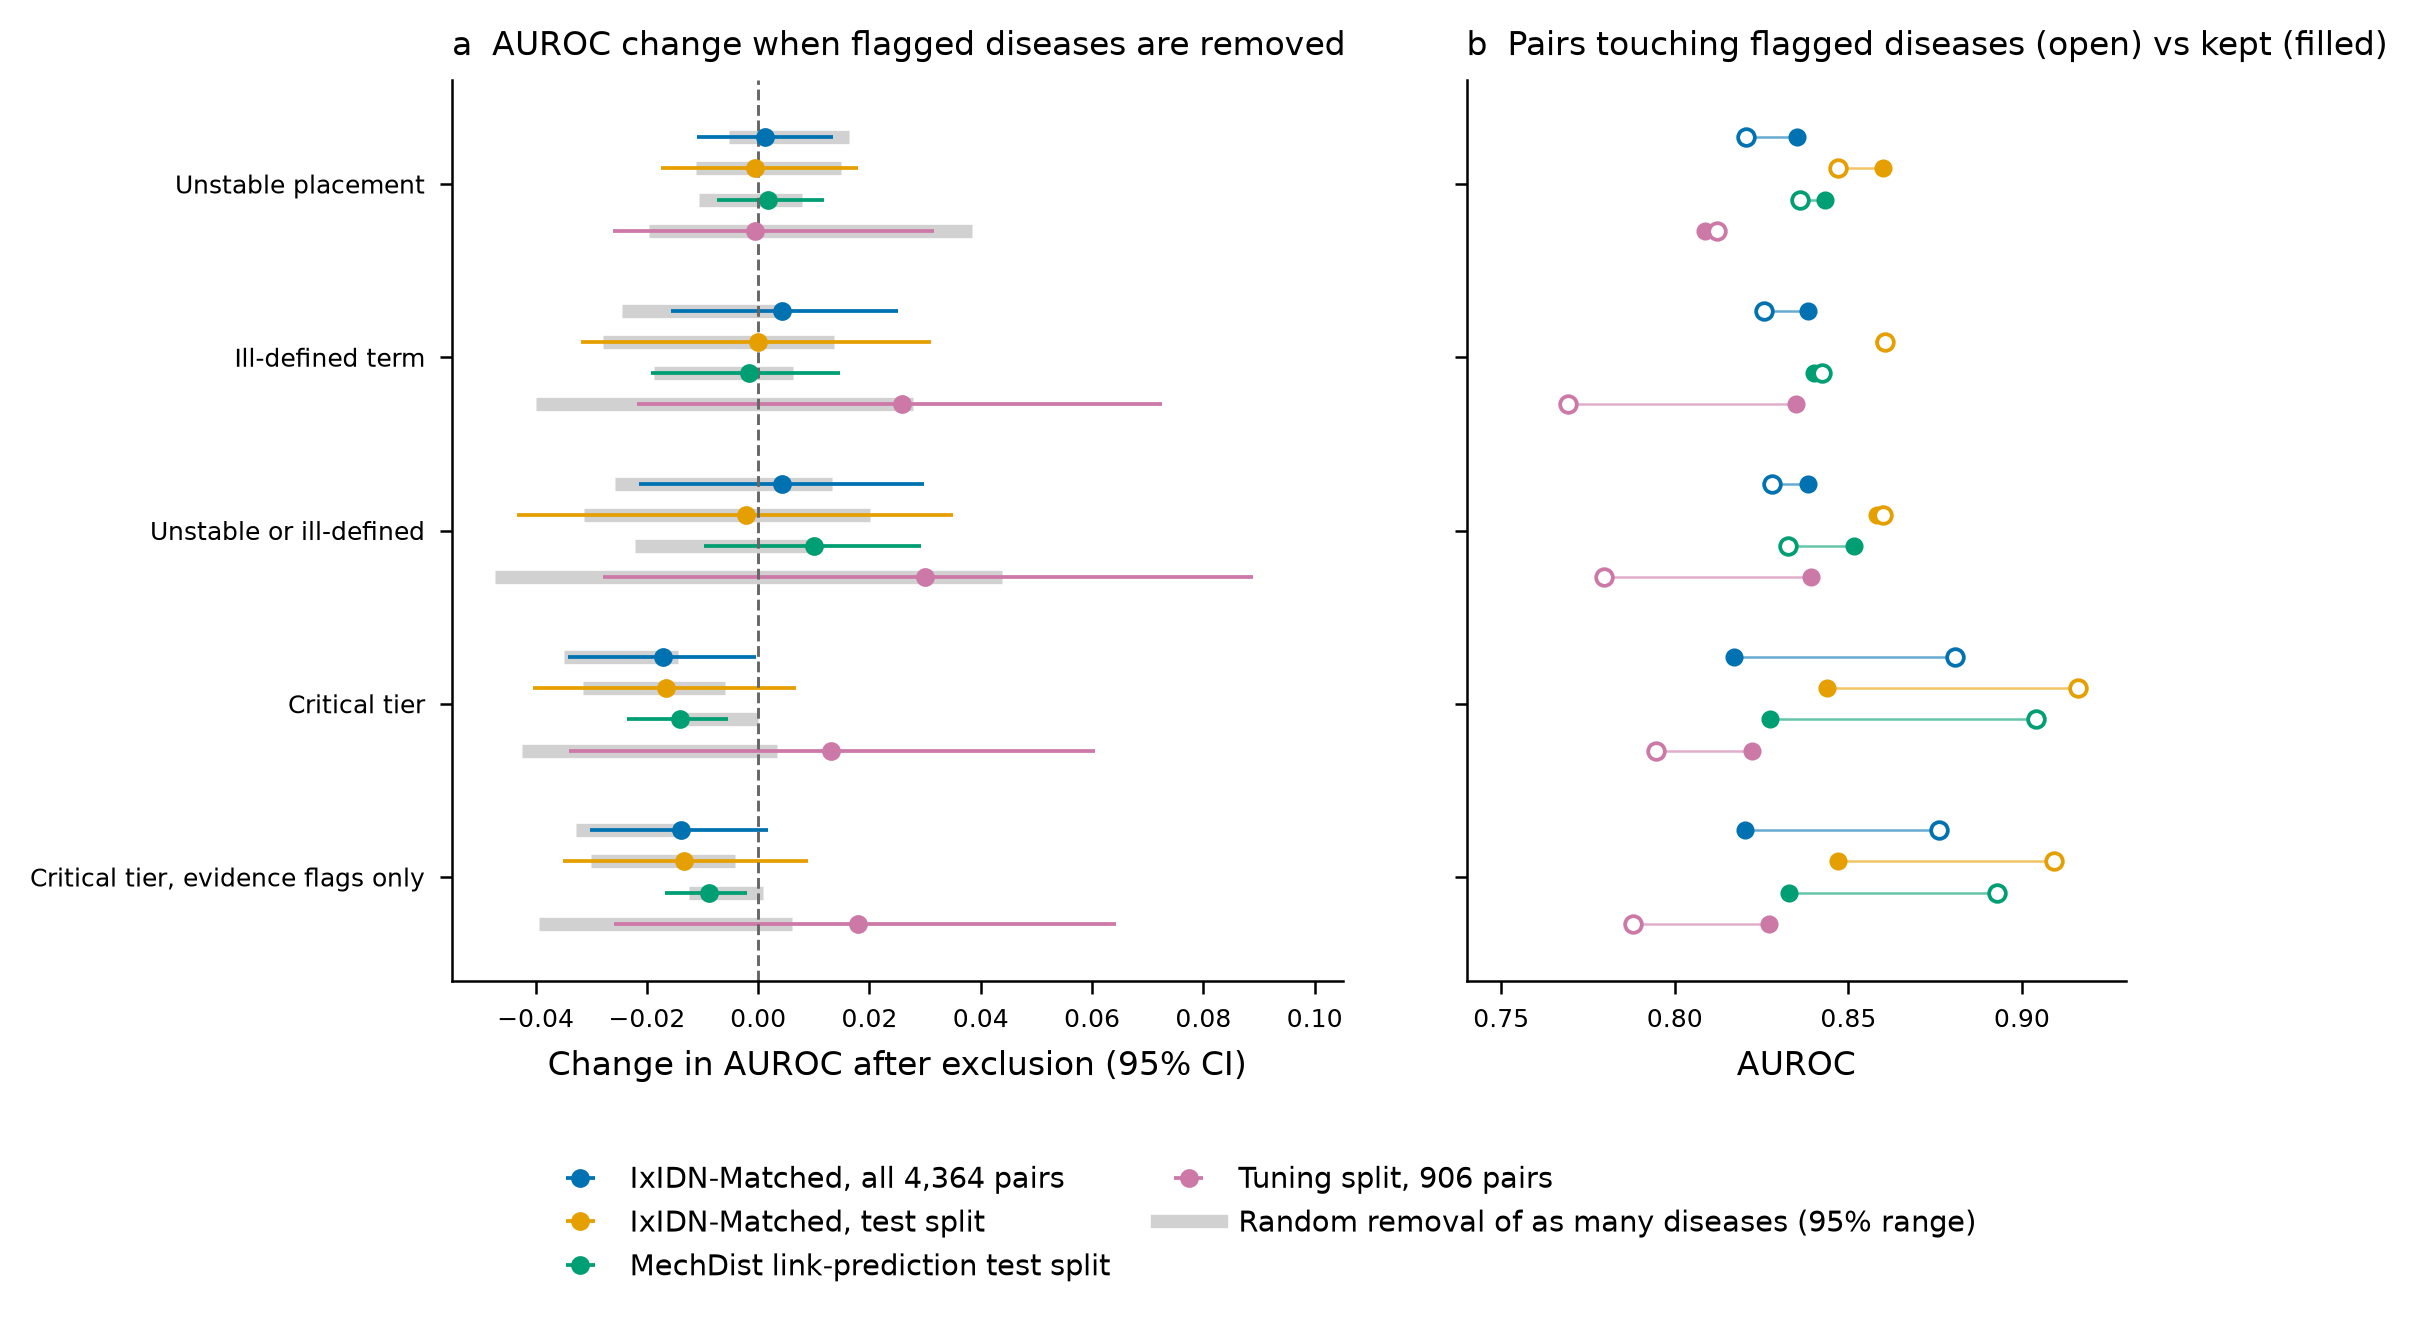 a  AUROC change when flagged diseases are removed
b  Pairs touching flagged diseases (open) vs kept (filled)
Unstable placement
Ill-defined term
Unstable or ill-defined
Critical tier
Critical tier, evidence flags only
−0.04 −0.02 0.00 0.02 0.04 0.06 0.08 0.10
Change in AUROC after exclusion (95% CI)
0.75 0.80 0.85 0.90
AUROC
IxIDN-Matched, all 4,364 pairs
IxIDN-Matched, test split
MechDist link-prediction test split
Tuning split, 906 pairs
Random removal of as many diseases (95% range)